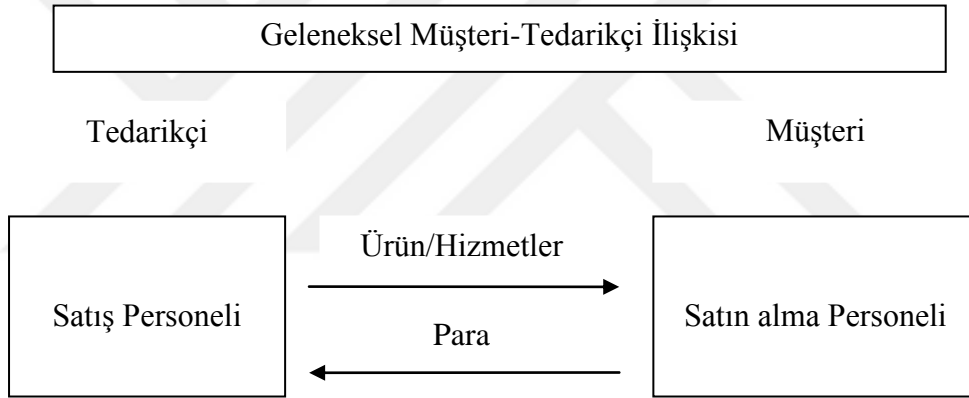 Geleneksel Müşteri-Tedarikçi İlişkisi
Tedarikçi
Müşteri
Satış Personeli
Ürün/Hizmetler
Para
Satın alma Personeli